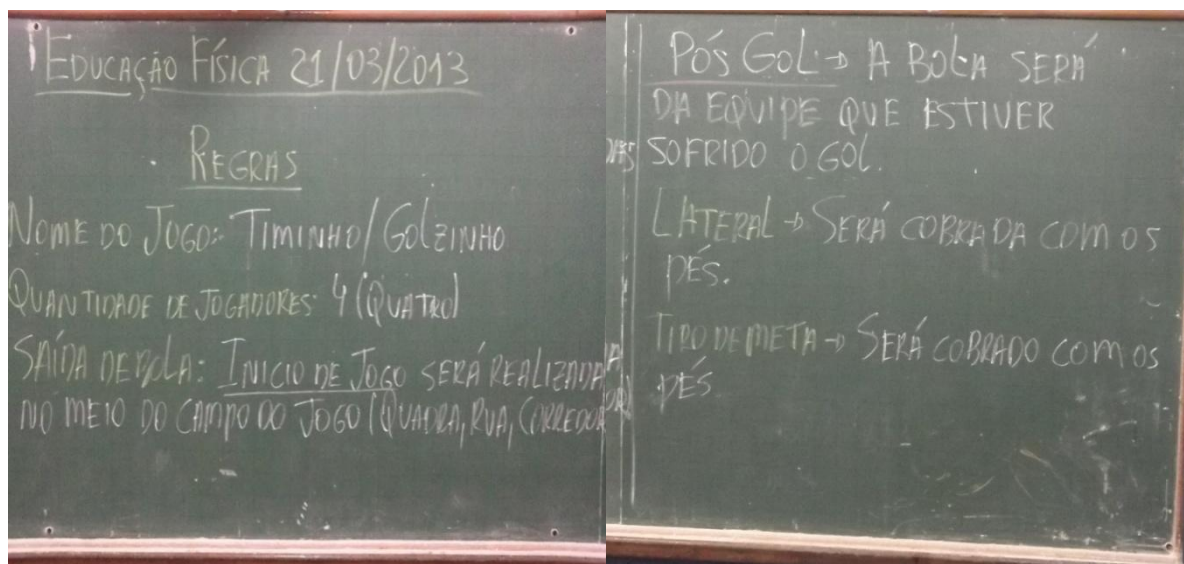 EDUCAÇÃO FÍSICA 21/03/2013
REGRAS
NOME DO JOGO: TIMINHO/GOLZINHO
QUANTIDADE DE JOGADORES: 4 (QUATRO)
SAÍDA DE BOLA: INICIO DE JOGO SERÁ REALIZADA
NO MEIO DO CAMPO DO JOGO (QUADRA, RUA, CORREDOR
PÓS GOL → A BOLA SERÁ
DA EQUIPE QUE ESTIVER
SOFRIDO O GOL.
LATERAL → SERÁ COBRADA COM OS
PÉS.
TIRO DE META → SERÁ COBRADO COM OS
PÉS